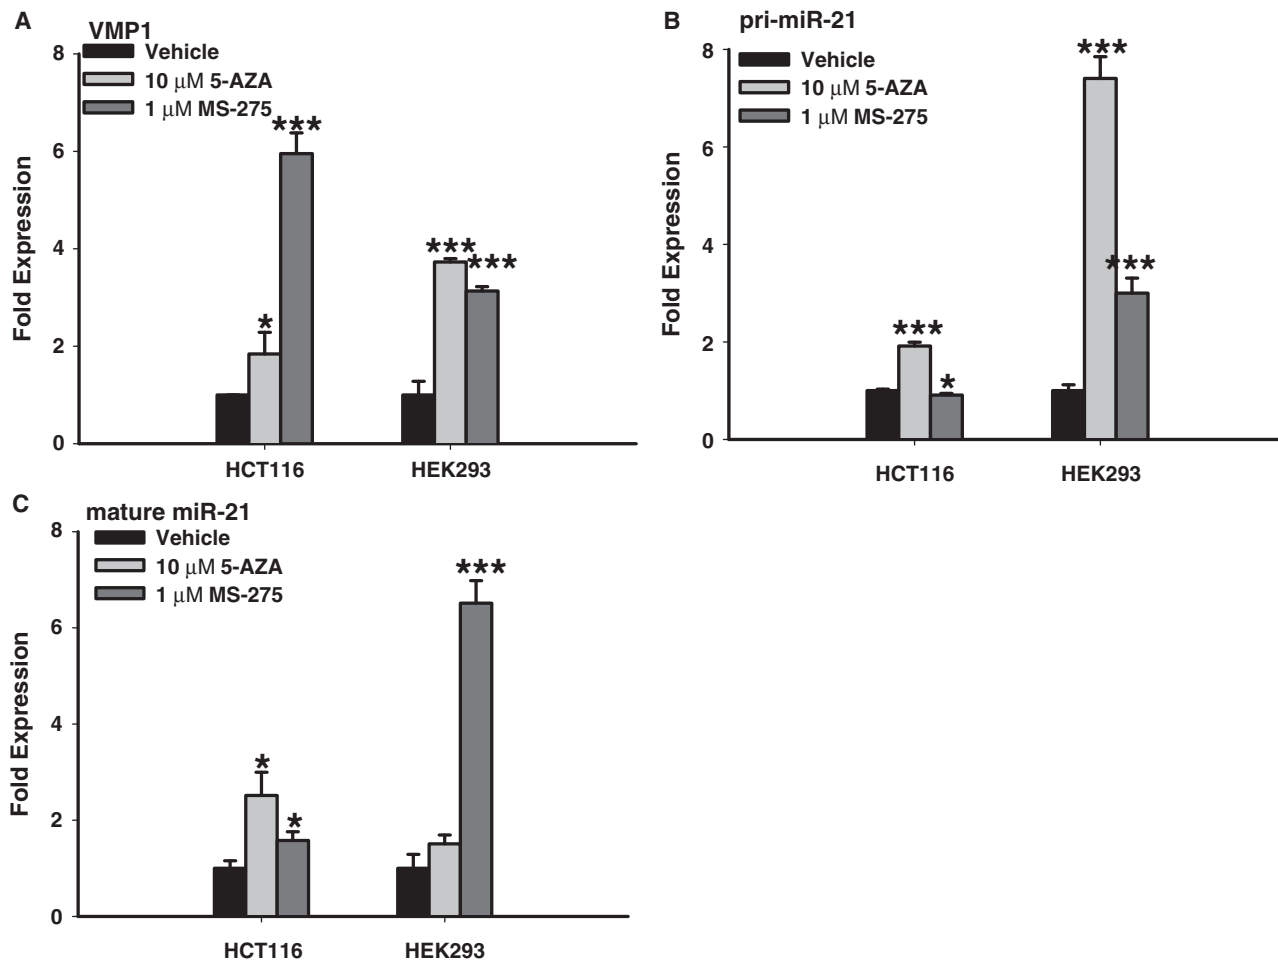 A
VMP1
Vehicle
10 μM 5-AZA
1 μM MS-275
8
6
4
2
0
Fold Expression
*
***
***
***
HCT116
HEK293
B
pri-miR-21
Vehicle
10 μM 5-AZA
1 μM MS-275
8
6
4
2
0
Fold Expression
***
*
***
***
HCT116
HEK293
C
mature miR-21
Vehicle
10 μM 5-AZA
1 μM MS-275
8
6
4
2
0
Fold Expression
*
*
***
HCT116
HEK293